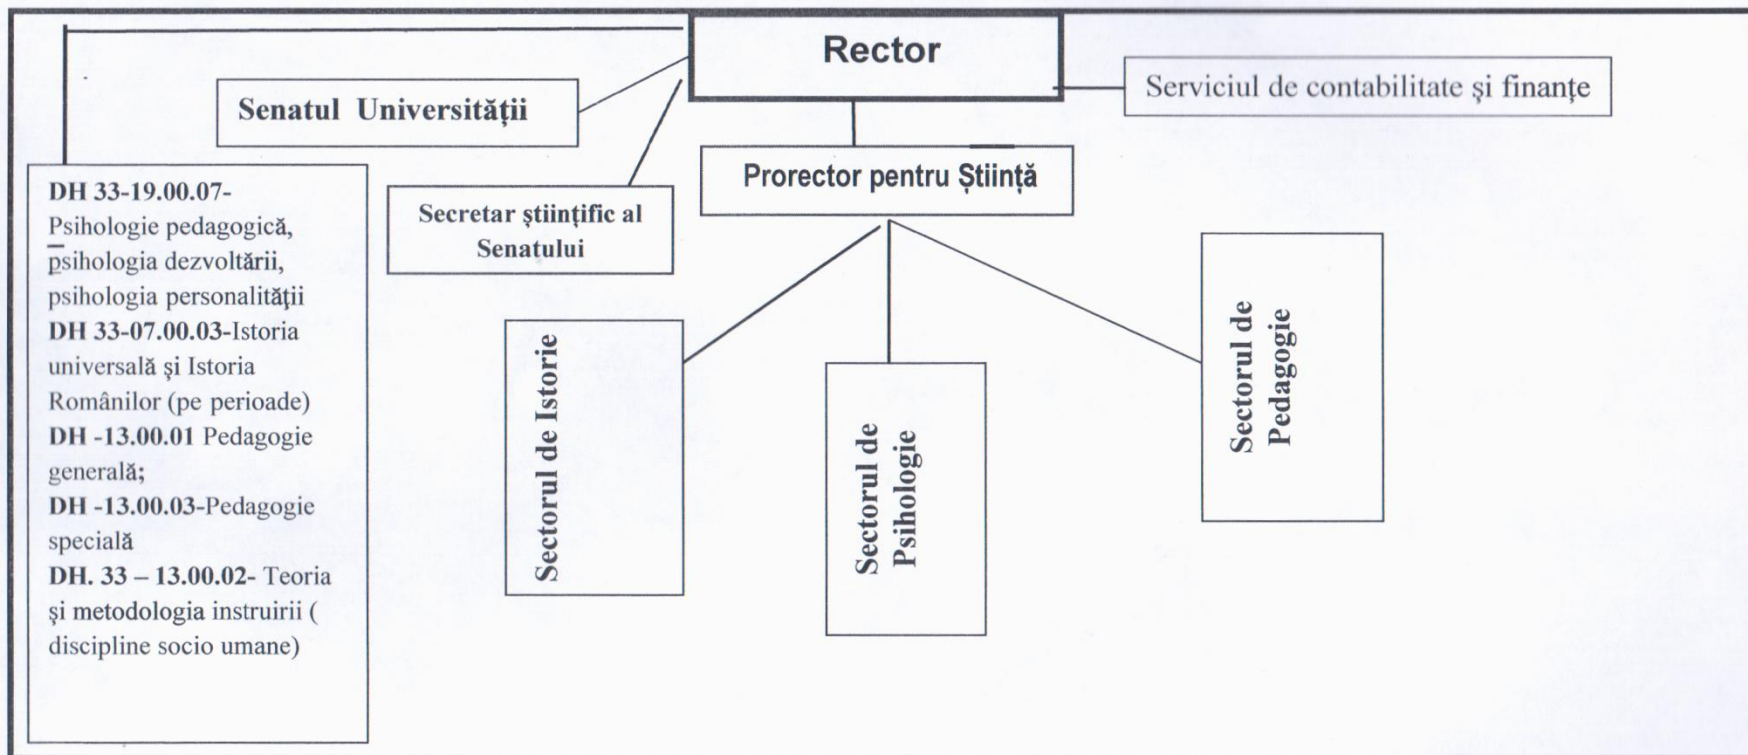 Rector
Senatul Universității
Serviciul de contabilitate și finanțe
Prorector pentru Știință
Secretar științific al
Senatului
DH 33-19.00.07-
Psihologie pedagogică,
psihologia dezvoltării,
psihologia personalității
DH 33-07.00.03-Istoria
universală și Istoria
Românilor (pe perioade)
DH -13.00.01 Pedagogie
generală;
DH -13.00.03-Pedagogie
specială
DH. 33 – 13.00.02- Teoria
și metodologia instruirii (
discipline socio umane)
Sectorul de Istorie
Sectorul de
Psihologie
Sectorul de
Pedagogie